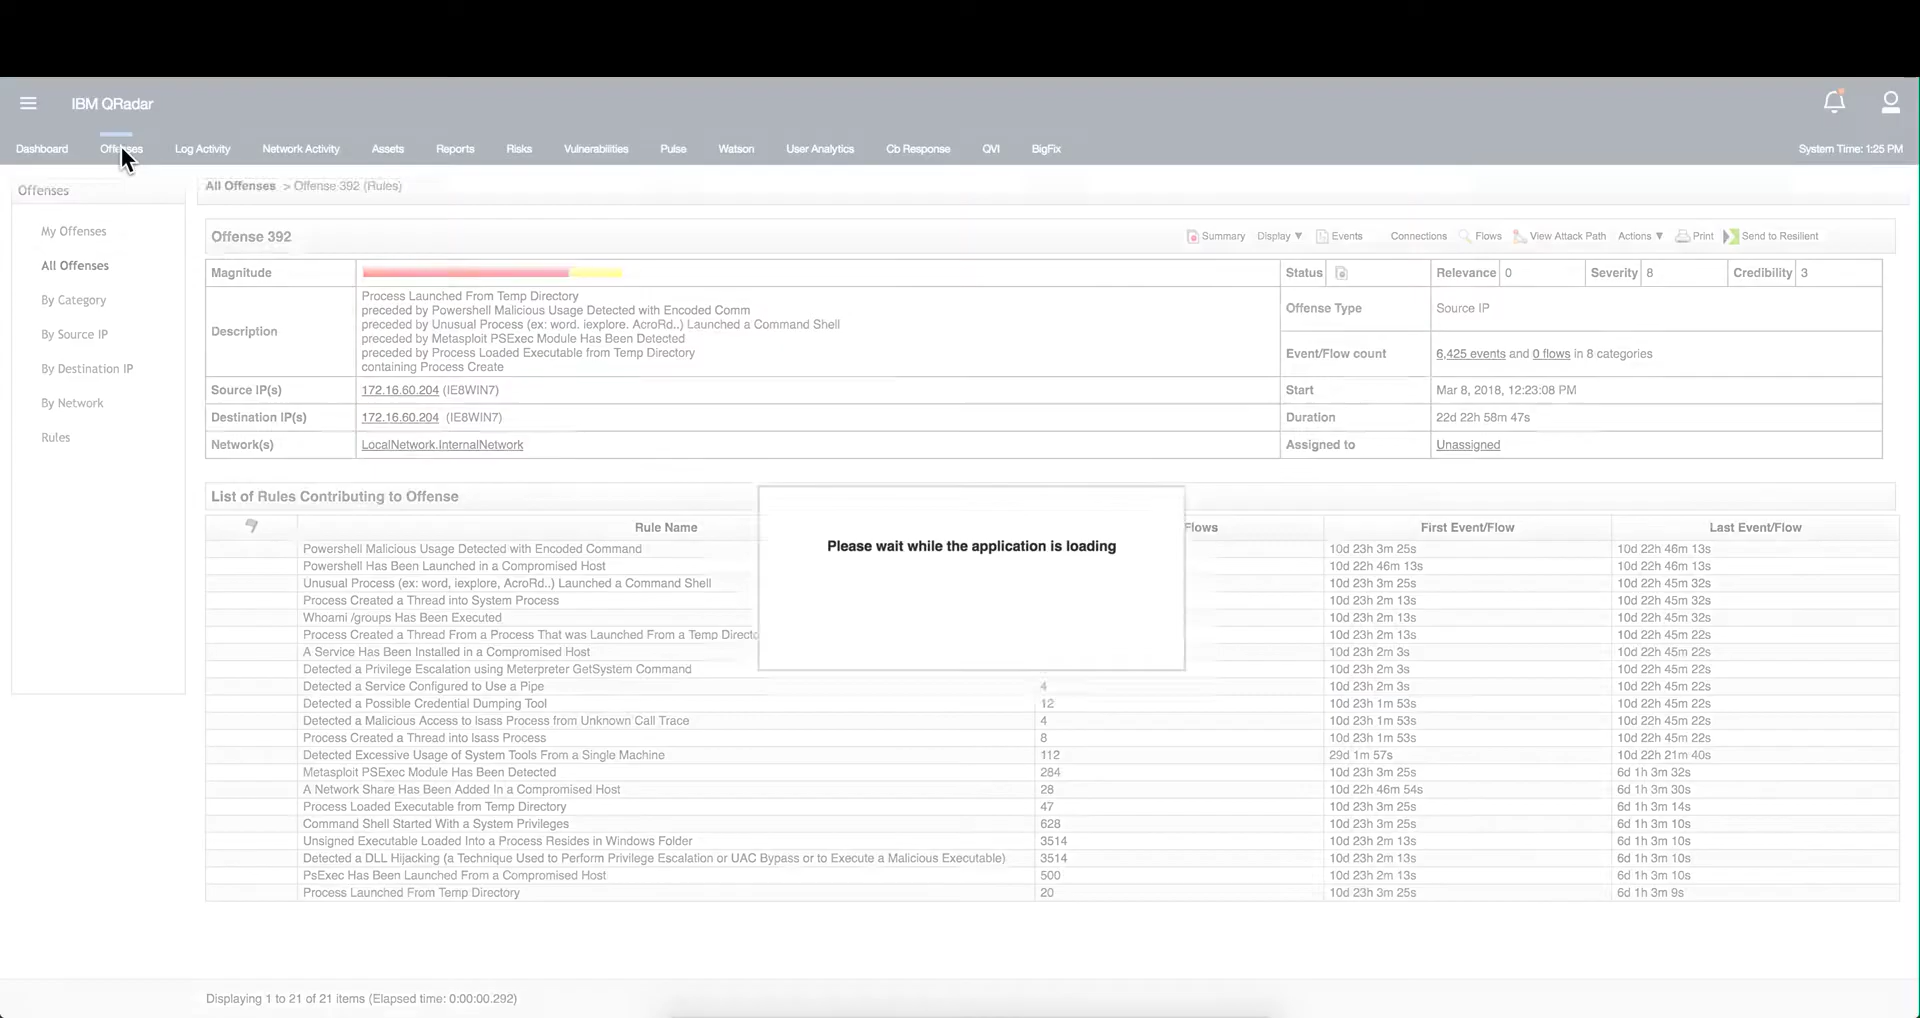 IBM QRadar
Dashboard Offenses Log Activity Network Activity Assets Reports Risks Vulnerabilities Pulse Watson User Analytics Cb Response QVI BigFix System Time: 1:25 PM
Offenses
My Offenses
All Offenses
By Category
By Source IP
By Destination IP
By Network
Rules
All Offenses > Offense 392 (Rules)
Offense 392 Summary Display ▼ Events Connections Flows View Attack Path Actions ▼ Print Send to Resilient
Magnitude Status Relevance 0 Severity 8 Credibility 3
Description
Process Launched From Temp Directory
preceded by Powershell Malicious Usage Detected with Encoded Comm
preceded by Unusual Process (ex: word. iexplore. AcroRd..) Launched a Command Shell
preceded by Metasploit PSExec Module Has Been Detected
preceded by Process Loaded Executable from Temp Directory
containing Process Create
Offense Type Source IP
Event/Flow count 6,425 events and 0 flows in 8 categories
Source IP(s) 172.16.60.204 (IE8WIN7) Start Mar 8, 2018, 12:23:08 PM
Destination IP(s) 172.16.60.204 (IE8WIN7) Duration 22d 22h 58m 47s
Network(s) LocalNetwork.InternalNetwork Assigned to Unassigned
List of Rules Contributing to Offense
Rule Name Flows First Event/Flow Last Event/Flow
Please wait while the application is loading
Powershell Malicious Usage Detected with Encoded Command 10d 23h 3m 25s 10d 22h 46m 13s
Powershell Has Been Launched in a Compromised Host 10d 22h 46m 13s 10d 22h 46m 13s
Unusual Process (ex: word, iexplore, AcroRd..) Launched a Command Shell 10d 23h 3m 25s 10d 22h 45m 32s
Process Created a Thread into System Process 10d 23h 2m 13s 10d 22h 45m 32s
Whoami /groups Has Been Executed 10d 23h 2m 13s 10d 22h 45m 32s
Process Created a Thread From a Process That was Launched From a Temp Directo 10d 23h 2m 13s 10d 22h 45m 22s
A Service Has Been Installed in a Compromised Host 10d 23h 2m 3s 10d 22h 45m 22s
Detected a Privilege Escalation using Meterpreter GetSystem Command 10d 23h 2m 3s 10d 22h 45m 22s
Detected a Service Configured to Use a Pipe 4 10d 23h 2m 3s 10d 22h 45m 22s
Detected a Possible Credential Dumping Tool 12 10d 23h 1m 53s 10d 22h 45m 22s
Detected a Malicious Access to lsass Process from Unknown Call Trace 4 10d 23h 1m 53s 10d 22h 45m 22s
Process Created a Thread into lsass Process 8 10d 23h 1m 53s 10d 22h 45m 22s
Detected Excessive Usage of System Tools From a Single Machine 112 29d 1m 57s 10d 22h 21m 40s
Metasploit PSExec Module Has Been Detected 284 10d 23h 3m 25s 6d 1h 3m 32s
A Network Share Has Been Added In a Compromised Host 28 10d 22h 46m 54s 6d 1h 3m 30s
Process Loaded Executable from Temp Directory 47 10d 23h 3m 25s 6d 1h 3m 14s
Command Shell Started With a System Privileges 628 10d 23h 3m 25s 6d 1h 3m 10s
Unsigned Executable Loaded Into a Process Resides in Windows Folder 3514 10d 23h 2m 13s 6d 1h 3m 10s
Detected a DLL Hijacking (a Technique Used to Perform Privilege Escalation or UAC Bypass or to Execute a Malicious Executable) 3514 10d 23h 2m 13s 6d 1h 3m 10s
PsExec Has Been Launched From a Compromised Host 500 10d 23h 2m 13s 6d 1h 3m 10s
Process Launched From Temp Directory 20 10d 23h 3m 25s 6d 1h 3m 9s
Displaying 1 to 21 of 21 items (Elapsed time: 0:00:00.292)